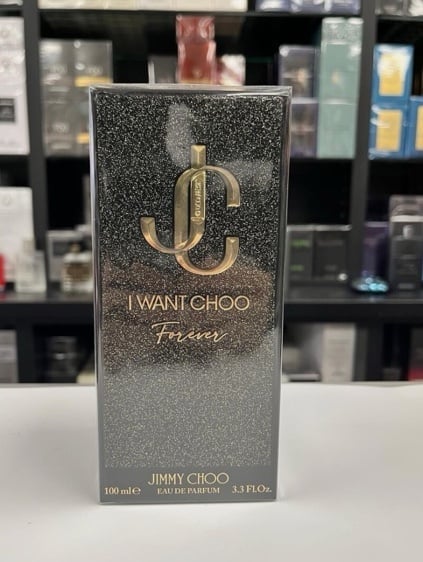 JC
I WANT CHOO
Forever
JIMMY CHOO
100 ml ℮ EAU DE PARFUM 3.3 Fl.Oz.